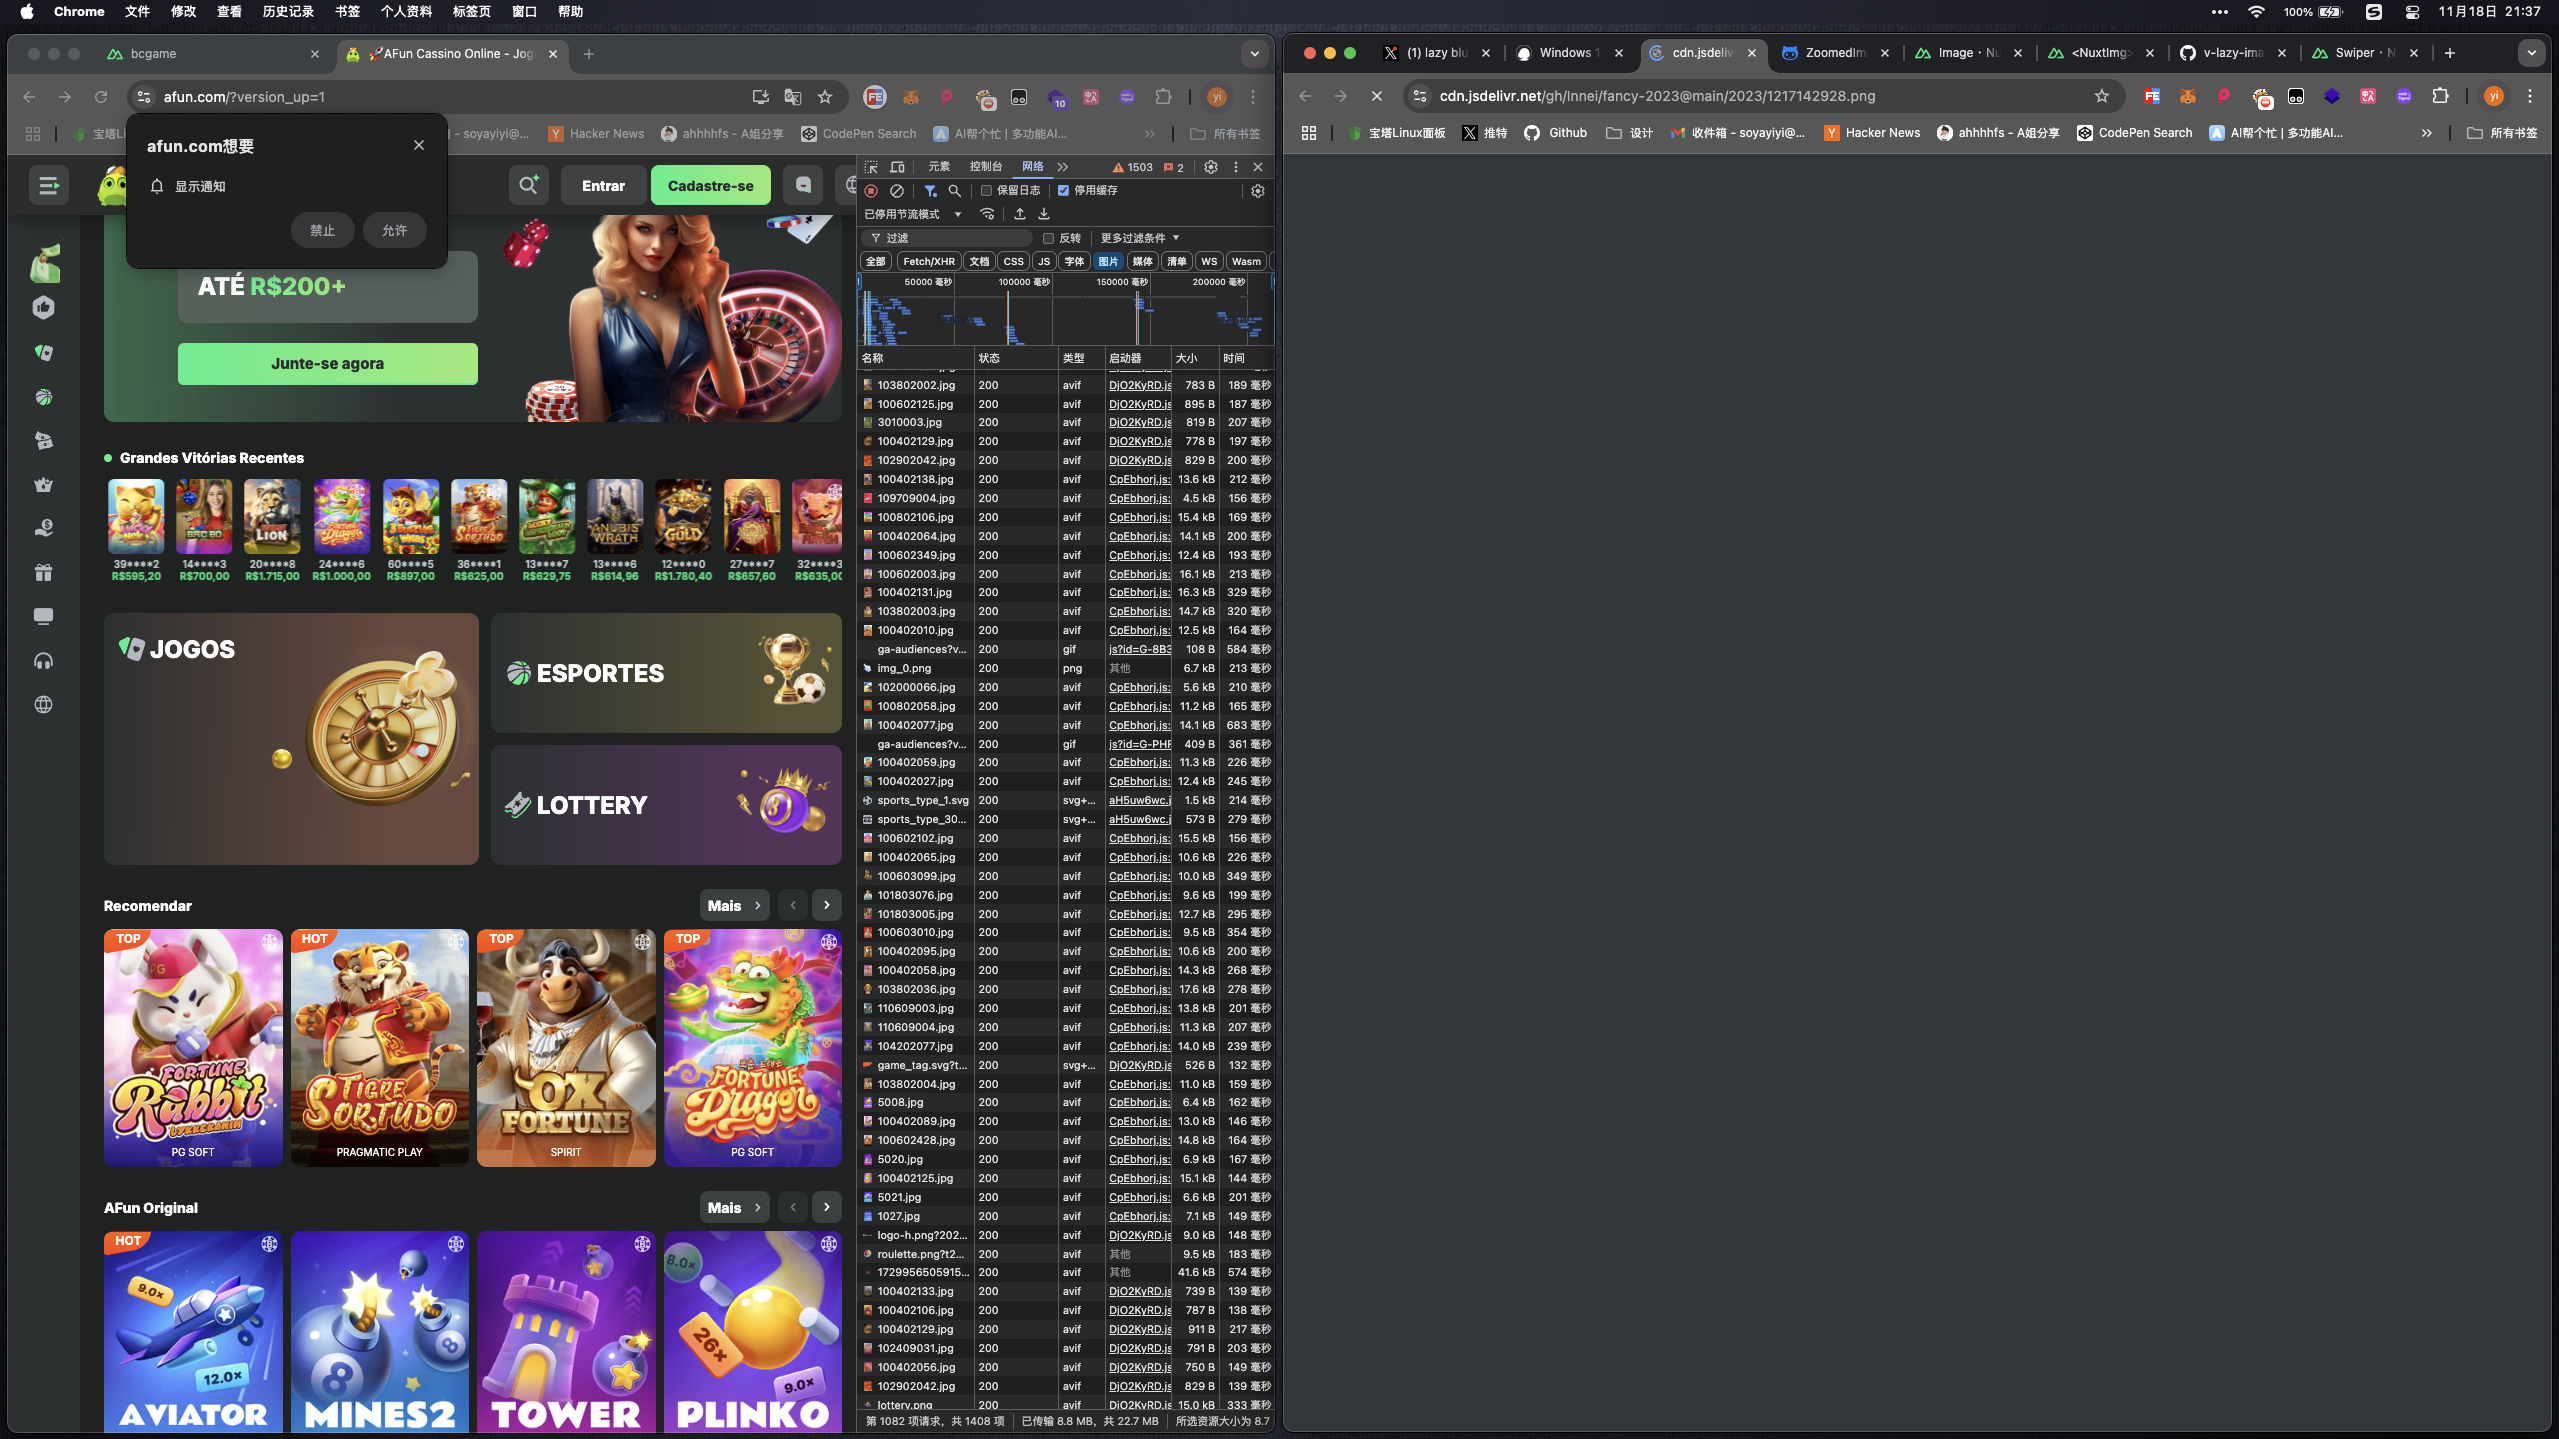 Chrome 文件 修改 查看 历史记录 书签 个人资料 标签页 窗口 帮助
100% 11月18日 21:37
bcgame
🚀AFun Cassino Online - Jog
afun.com/?version_up=1
宝塔Li
- soyayiyi@...
Hacker News
ahhhhfs - A姐分享
CodePen Search
AI帮个忙 | 多功能AI...
所有书签
afun.com想要
显示通知
禁止
允许
Entrar
Cadastre-se
ATÉ R$200+
Junte-se agora
Grandes Vitórias Recentes
39****2 14****3 20****8 24****6 60****5 36****1 13****7 13****6 12****0 27****7 32****3
R$595,20 R$700,00 R$1.715,00 R$1.000,00 R$897,00 R$625,00 R$629,75 R$614,96 R$1.780,40 R$657,60 R$635,00
JOGOS
ESPORTES
LOTTERY
Recomendar
Mais
TOP
FORTUNE
Rabbit
PG SOFT
HOT
TIGRE
SORTUDO
PRAGMATIC PLAY
TOP
OX
FORTUNE
SPIRIT
TOP
FORTUNE
Dragon
PG SOFT
AFun Original
Mais
HOT
9.0x
12.0x
AVIATOR
8
8
MINES2
TOWER
8.0x
26x
9.0x
PLINKO
元素 控制台 网络 1503 2
保留日志 停用缓存
已停用节流模式
过滤 反转 更多过滤条件
全部 Fetch/XHR 文档 CSS JS 字体 图片 媒体 清单 WS Wasm
50000 毫秒 100000 毫秒 150000 毫秒 200000 毫秒
名称 状态 类型 启动器 大小 时间
103802002.jpg 200 avif DjO2KyRD.js 783 B 189 毫秒
100602125.jpg 200 avif DjO2KyRD.js 895 B 187 毫秒
3010003.jpg 200 avif DjO2KyRD.js 819 B 207 毫秒
100402129.jpg 200 avif DjO2KyRD.js 778 B 197 毫秒
102902042.jpg 200 avif DjO2KyRD.js 829 B 200 毫秒
100402138.jpg 200 avif CpEbhorj.js: 13.6 kB 212 毫秒
109709004.jpg 200 avif CpEbhorj.js: 4.5 kB 156 毫秒
100802106.jpg 200 avif CpEbhorj.js: 15.4 kB 169 毫秒
100402064.jpg 200 avif CpEbhorj.js: 14.1 kB 200 毫秒
100602349.jpg 200 avif CpEbhorj.js: 12.4 kB 193 毫秒
100602003.jpg 200 avif CpEbhorj.js: 16.1 kB 213 毫秒
100402131.jpg 200 avif CpEbhorj.js: 16.3 kB 329 毫秒
103802003.jpg 200 avif CpEbhorj.js: 14.7 kB 320 毫秒
100402010.jpg 200 avif CpEbhorj.js: 12.5 kB 164 毫秒
ga-audiences?v... 200 gif js?id=G-8B3 108 B 584 毫秒
img_0.png 200 png 其他 6.7 kB 213 毫秒
102000066.jpg 200 avif CpEbhorj.js: 5.6 kB 210 毫秒
100802058.jpg 200 avif CpEbhorj.js: 11.2 kB 165 毫秒
100402077.jpg 200 avif CpEbhorj.js: 14.1 kB 683 毫秒
ga-audiences?v... 200 gif js?id=G-PHF 409 B 361 毫秒
100402059.jpg 200 avif CpEbhorj.js: 11.3 kB 226 毫秒
100402027.jpg 200 avif CpEbhorj.js: 12.4 kB 245 毫秒
sports_type_1.svg 200 svg+... aH5uw6wc.j 1.5 kB 214 毫秒
sports_type_30... 200 svg+... aH5uw6wc.j 573 B 279 毫秒
100602102.jpg 200 avif CpEbhorj.js: 15.5 kB 156 毫秒
100402065.jpg 200 avif CpEbhorj.js: 10.6 kB 226 毫秒
100603099.jpg 200 avif CpEbhorj.js: 10.0 kB 349 毫秒
101803076.jpg 200 avif CpEbhorj.js: 9.6 kB 199 毫秒
101803005.jpg 200 avif CpEbhorj.js: 12.7 kB 295 毫秒
100603010.jpg 200 avif CpEbhorj.js: 9.5 kB 354 毫秒
100402095.jpg 200 avif CpEbhorj.js: 10.6 kB 200 毫秒
100402058.jpg 200 avif CpEbhorj.js: 14.3 kB 268 毫秒
103802036.jpg 200 avif CpEbhorj.js: 17.6 kB 278 毫秒
110609003.jpg 200 avif CpEbhorj.js: 13.8 kB 201 毫秒
110609004.jpg 200 avif CpEbhorj.js: 11.3 kB 207 毫秒
104202077.jpg 200 avif CpEbhorj.js: 14.0 kB 239 毫秒
game_tag.svg?t... 200 svg+... DjO2KyRD.js 526 B 132 毫秒
103802004.jpg 200 avif CpEbhorj.js: 11.0 kB 159 毫秒
5008.jpg 200 avif CpEbhorj.js: 6.4 kB 162 毫秒
100402089.jpg 200 avif CpEbhorj.js: 13.0 kB 146 毫秒
100602428.jpg 200 avif CpEbhorj.js: 14.8 kB 164 毫秒
5020.jpg 200 avif CpEbhorj.js: 6.9 kB 167 毫秒
100402125.jpg 200 avif CpEbhorj.js: 15.1 kB 144 毫秒
5021.jpg 200 avif CpEbhorj.js: 6.6 kB 201 毫秒
1027.jpg 200 avif CpEbhorj.js: 7.1 kB 149 毫秒
logo-h.png?202... 200 avif DjO2KyRD.js 9.0 kB 148 毫秒
roulette.png?t2... 200 avif 其他 9.5 kB 183 毫秒
1729956505915... 200 avif 其他 41.6 kB 574 毫秒
100402133.jpg 200 avif DjO2KyRD.js 739 B 139 毫秒
100402106.jpg 200 avif DjO2KyRD.js 787 B 138 毫秒
100402129.jpg 200 avif DjO2KyRD.js 911 B 217 毫秒
102409031.jpg 200 avif DjO2KyRD.js 791 B 203 毫秒
100402056.jpg 200 avif DjO2KyRD.js 750 B 149 毫秒
102902042.jpg 200 avif DjO2KyRD.js 829 B 139 毫秒
lottery.png 200 avif DjO2KyRD.js 15.0 kB 333 毫秒
第 1082 项请求，共 1408 项 已传输 8.8 MB，共 22.7 MB 所选资源大小为 8.7
(1) lazy blu
Windows 1
cdn.jsdeliv
ZoomedIm
Image · Nu
<NuxtImg>
v-lazy-ima
Swiper · N
cdn.jsdelivr.net/gh/Innei/fancy-2023@main/2023/1217142928.png
宝塔Linux面板
推特
Github
设计
收件箱 - soyayiyi@...
Hacker News
ahhhhfs - A姐分享
CodePen Search
AI帮个忙 | 多功能AI...
所有书签